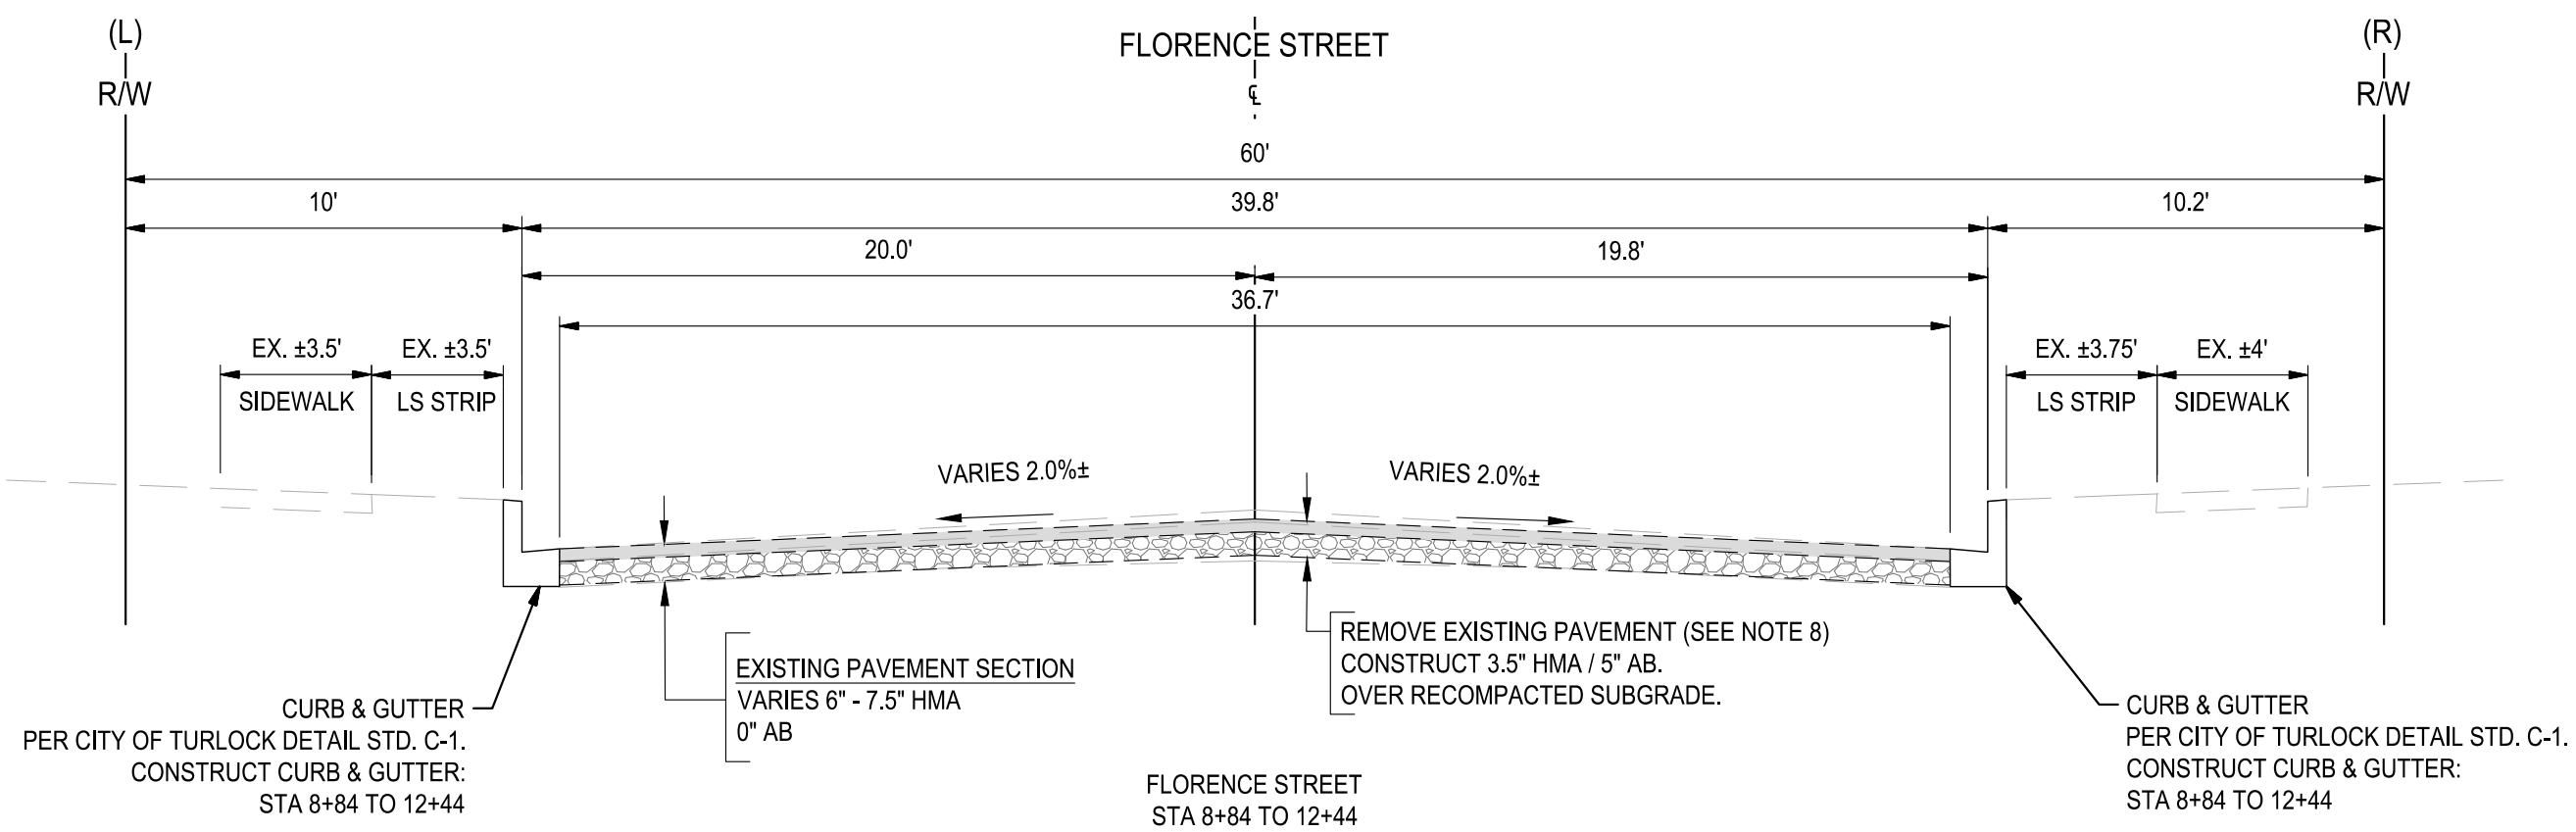 (L)
FLORENCE STREET
(R)
R/W
℄
R/W
60'
10'
39.8'
10.2'
20.0'
19.8'
36.7'
EX. ±3.5'
EX. ±3.5'
EX. ±3.75'
EX. ±4'
SIDEWALK
LS STRIP
LS STRIP
SIDEWALK
VARIES 2.0%±
VARIES 2.0%±
EXISTING PAVEMENT SECTION
VARIES 6" - 7.5" HMA
0" AB
REMOVE EXISTING PAVEMENT (SEE NOTE 8)
CONSTRUCT 3.5" HMA / 5" AB.
OVER RECOMPACTED SUBGRADE.
CURB & GUTTER
PER CITY OF TURLOCK DETAIL STD. C-1.
CONSTRUCT CURB & GUTTER:
STA 8+84 TO 12+44
CURB & GUTTER
PER CITY OF TURLOCK DETAIL STD. C-1.
CONSTRUCT CURB & GUTTER:
STA 8+84 TO 12+44
FLORENCE STREET
STA 8+84 TO 12+44